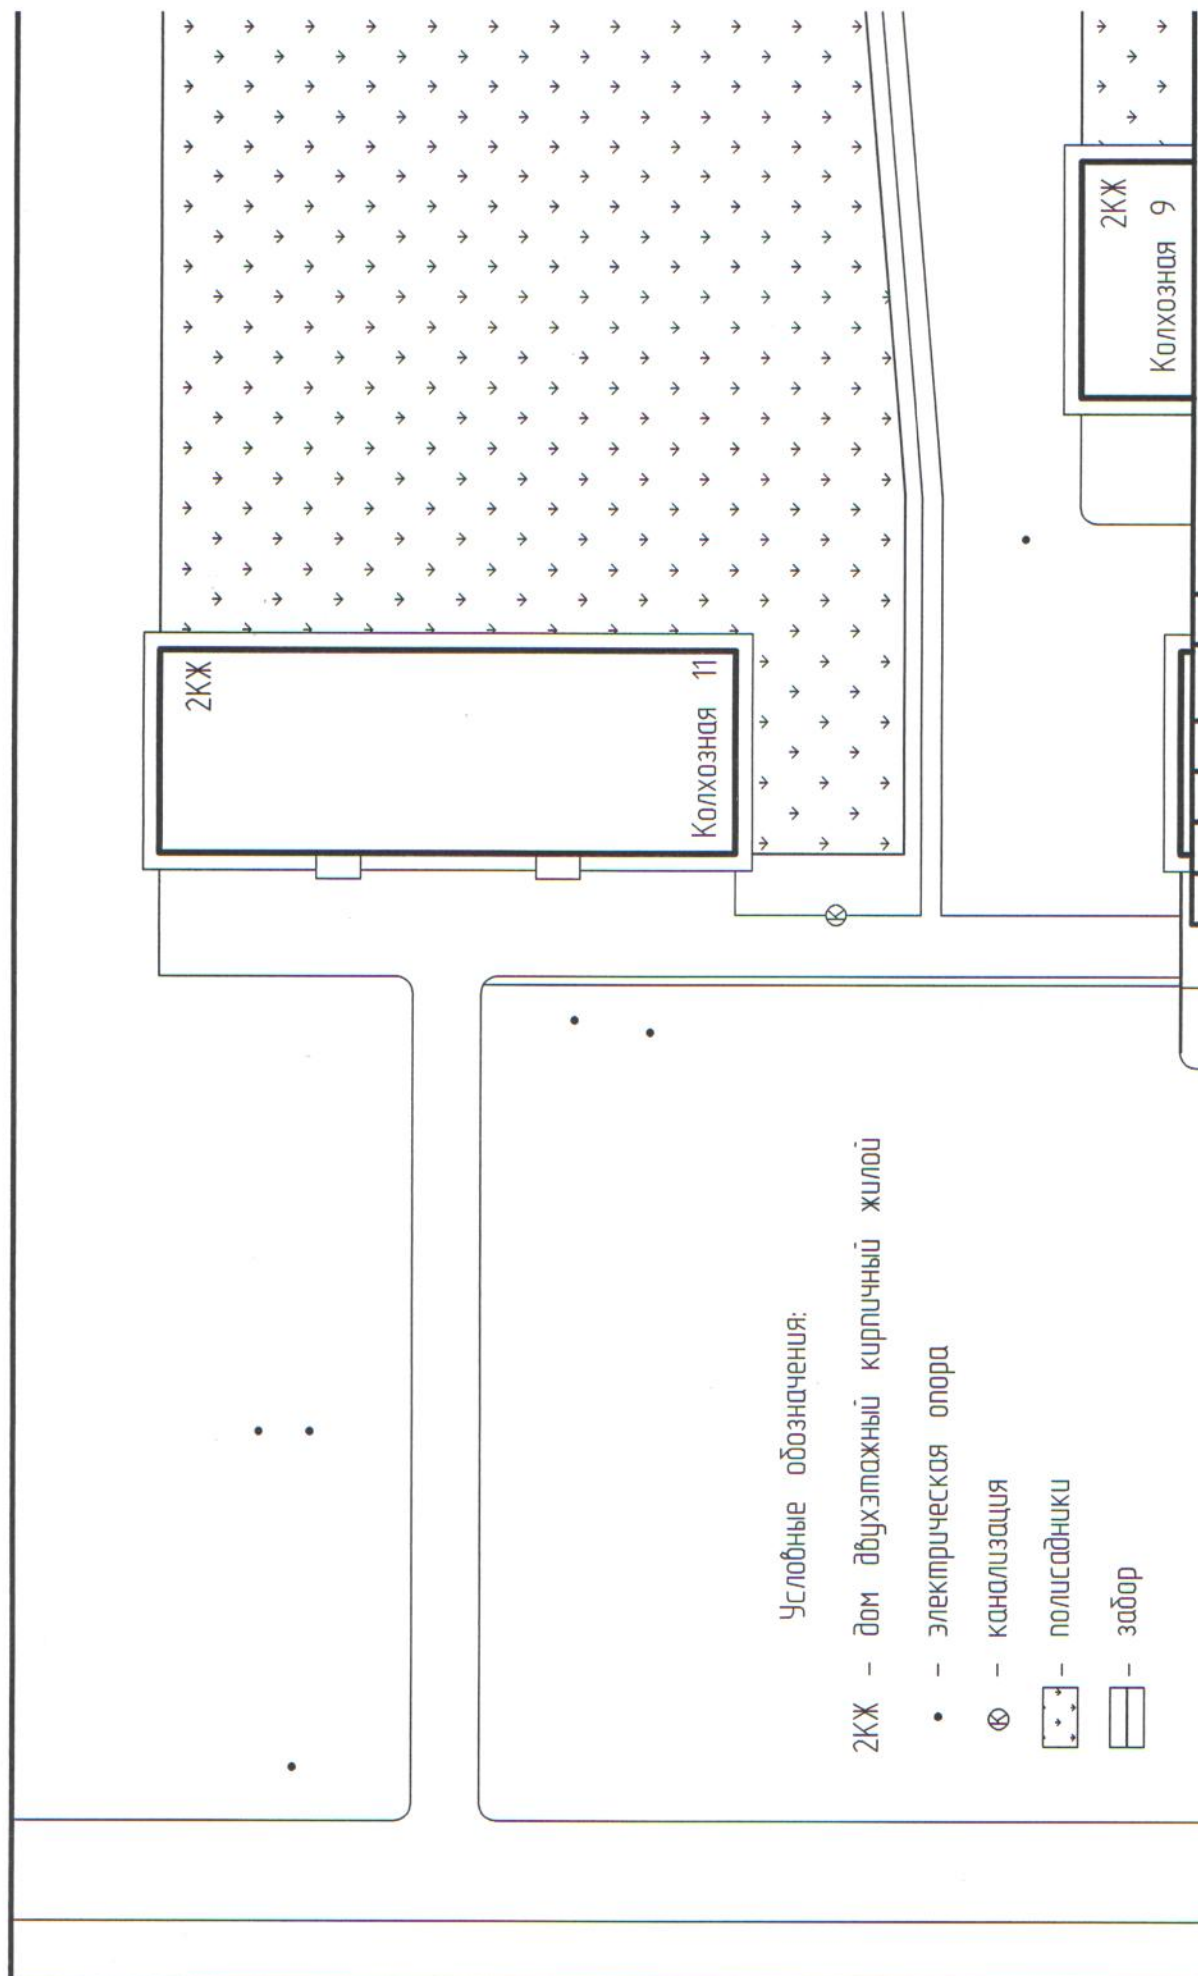 2КЖ
Колхозная 11
2КЖ
Колхозная 9
Условные обозначения:
2КЖ - дом двухэтажный кирпичный жилой
- электрическая опора
К
К - канализация
- полисадники
- забор